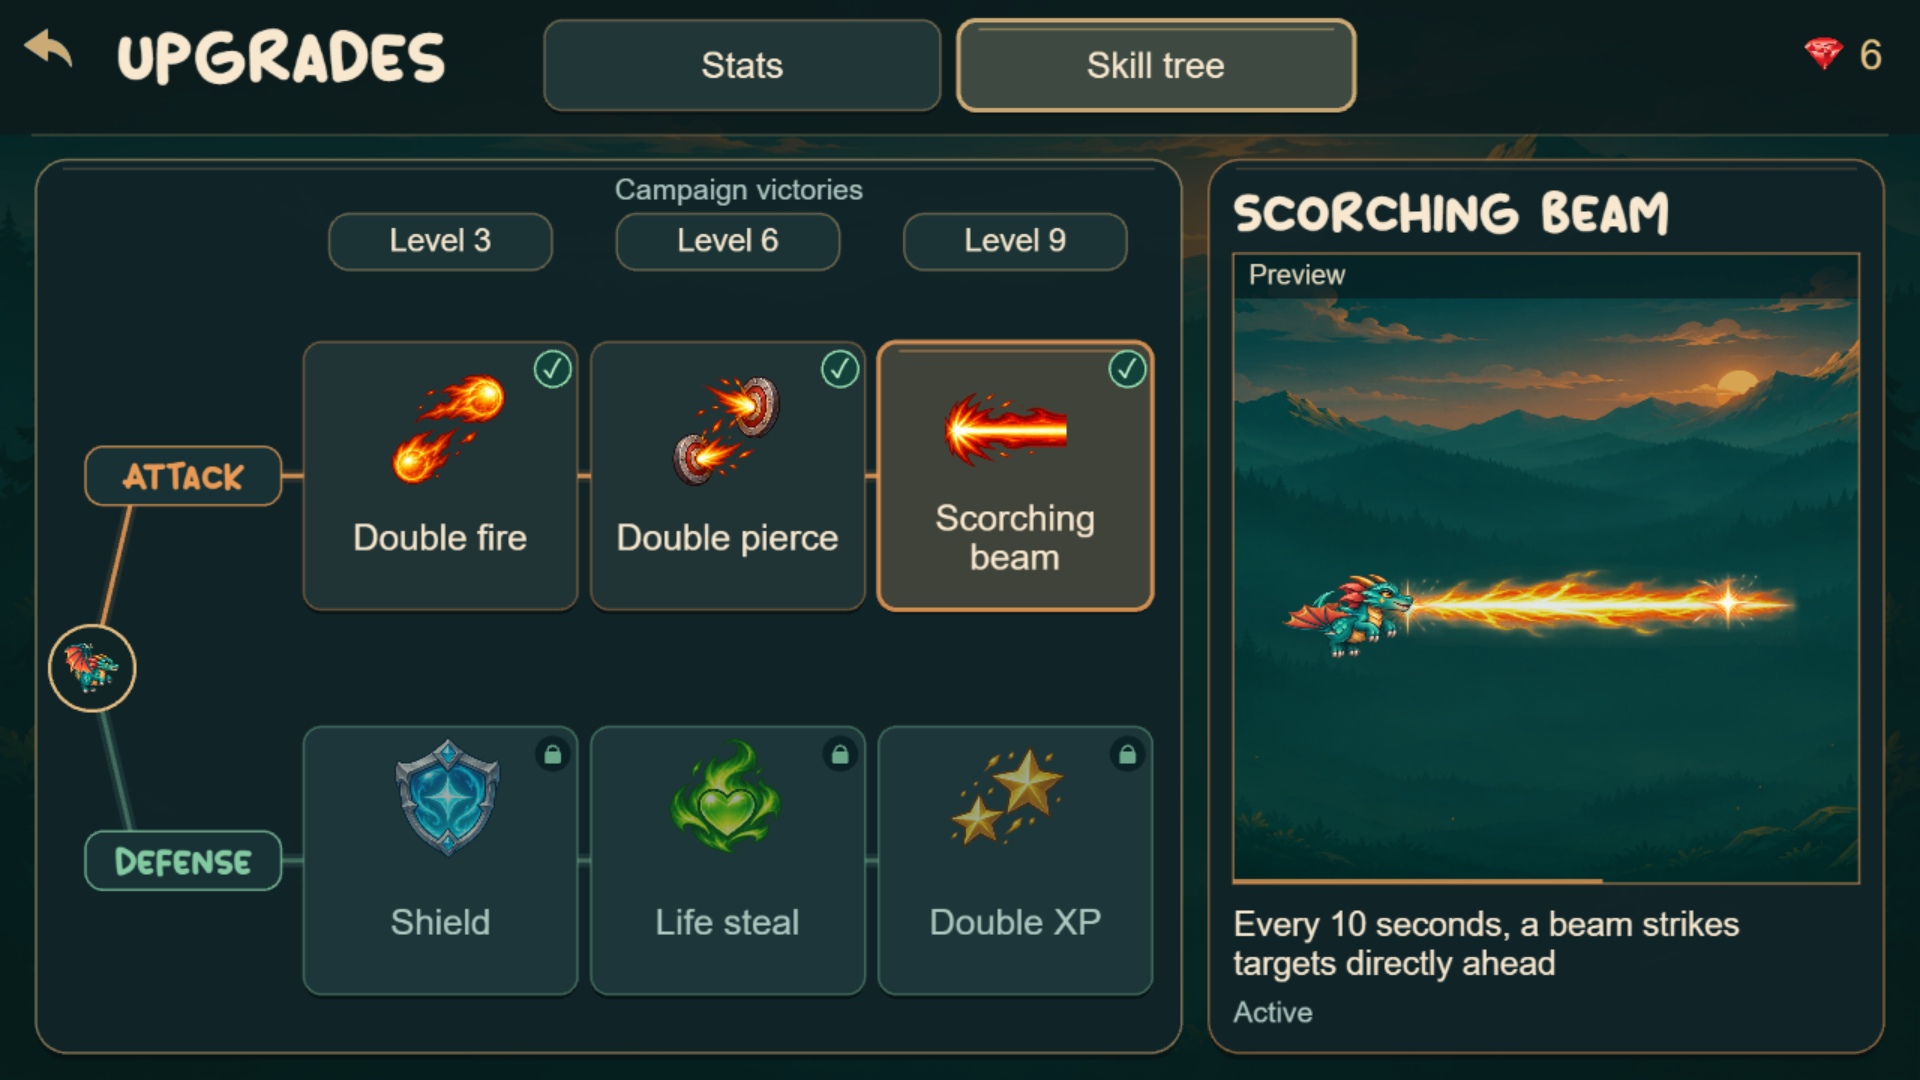 UPGRADES
Stats
Skill tree
6
Campaign victories
Level 3
Level 6
Level 9
ATTACK
Double fire
Double pierce
Scorching
beam
DEFENSE
Shield
Life steal
Double XP
SCORCHING BEAM
Preview
Every 10 seconds, a beam strikes
targets directly ahead
Active